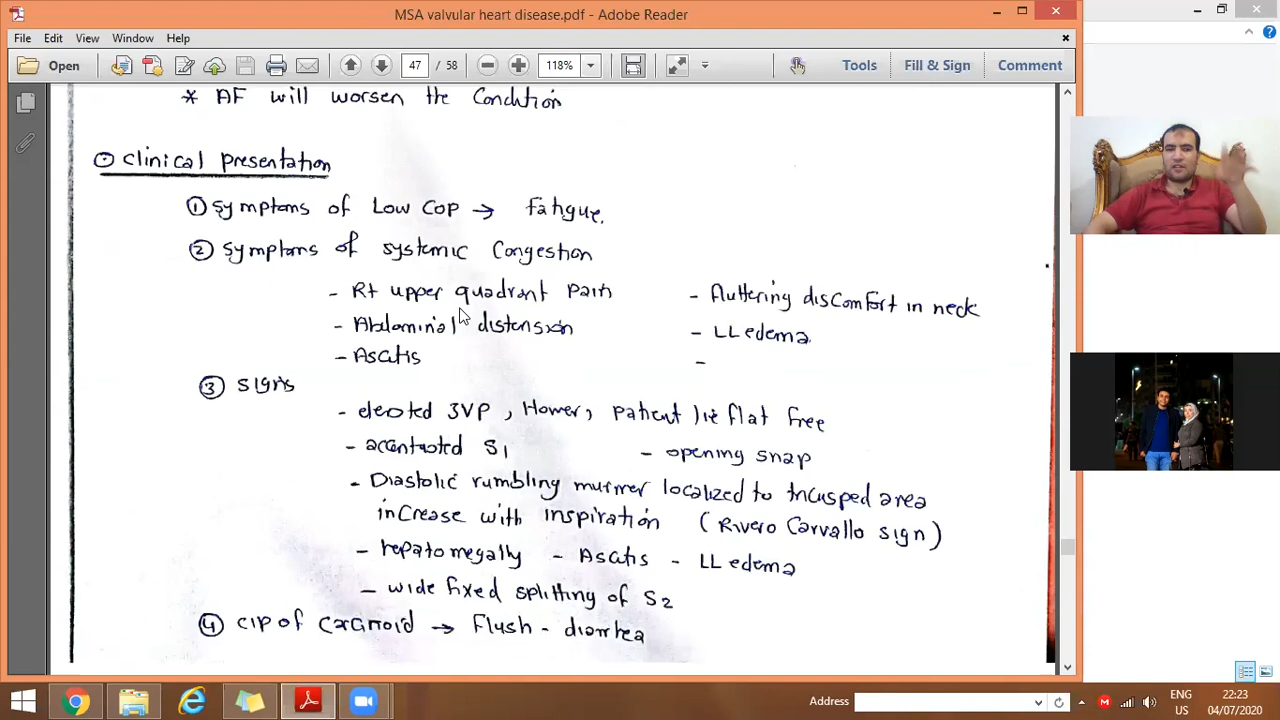 MSA valvular heart disease.pdf - Adobe Reader
File Edit View Window Help
Open 47 / 58 118% Tools Fill & Sign Comment
* AF will worsen the Condition
clinical presentation
① symptoms of Low COP → fatigue.
② symptoms of systemic Congestion
- Rt upper quadrant Pain
- Abdominal distension
- Ascitis
- fluttering discomfort in neck
- LL edema
-
③ signs
- elevated JVP, However, patient lie flat free
- accentuated S1 - opening snap
- Diastolic rumbling murmer localized to tricusped area
increase with inspiration (Rivero Carvallo sign)
- hepatomegally - Ascitis - LL edema
- wide fixed splitting of S2
④ c/p of carcinoid → Flush - diarrhea
Address
ENG
US
22:23
04/07/2020